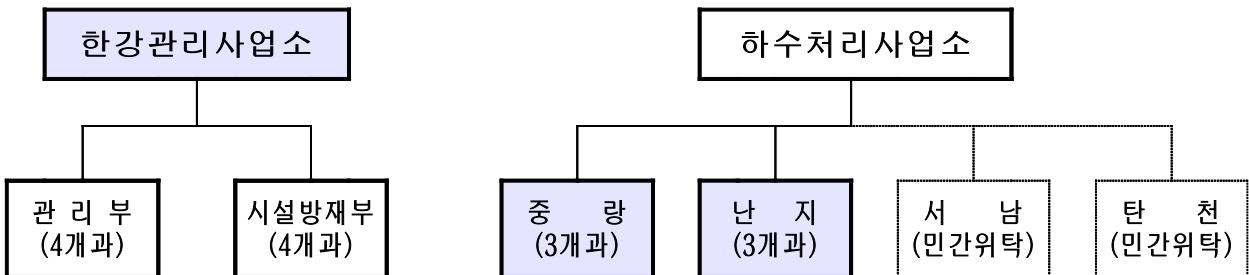 한강관리사업소
하수처리사업소
관 리 부
(4개과)
시설방재부
(4개과)
중 랑
(3개과)
난 지
(3개과)
서 남
(민간위탁)
탄 천
(민간위탁)